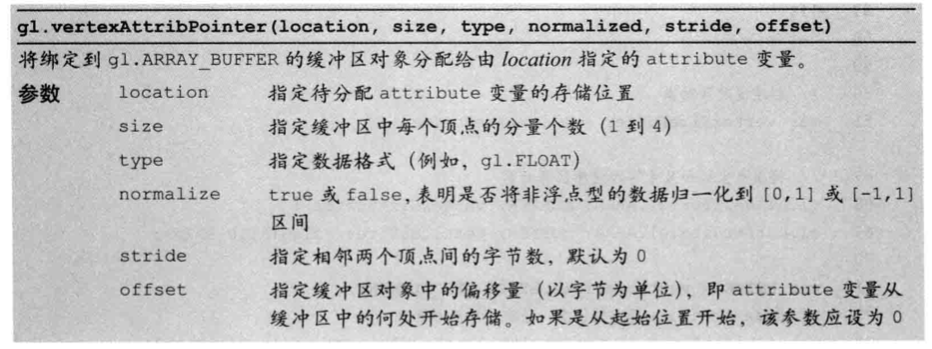 gl.vertexAttribPointer(location, size, type, normalized, stride, offset)
将绑定到 gl.ARRAY_BUFFER 的缓冲区对象分配给由 location 指定的 attribute 变量。
参数 location 指定待分配 attribute 变量的存储位置
size 指定缓冲区中每个顶点的分量个数（1 到 4）
type 指定数据格式（例如，gl.FLOAT）
normalize true 或 false，表明是否将非浮点型的数据归一化到 [0,1] 或 [-1,1]
区间
stride 指定相邻两个顶点间的字节数，默认为 0
offset 指定缓冲区对象中的偏移量（以字节为单位），即 attribute 变量从
缓冲区中的何处开始存储。如果是从起始位置开始，该参数应设为 0